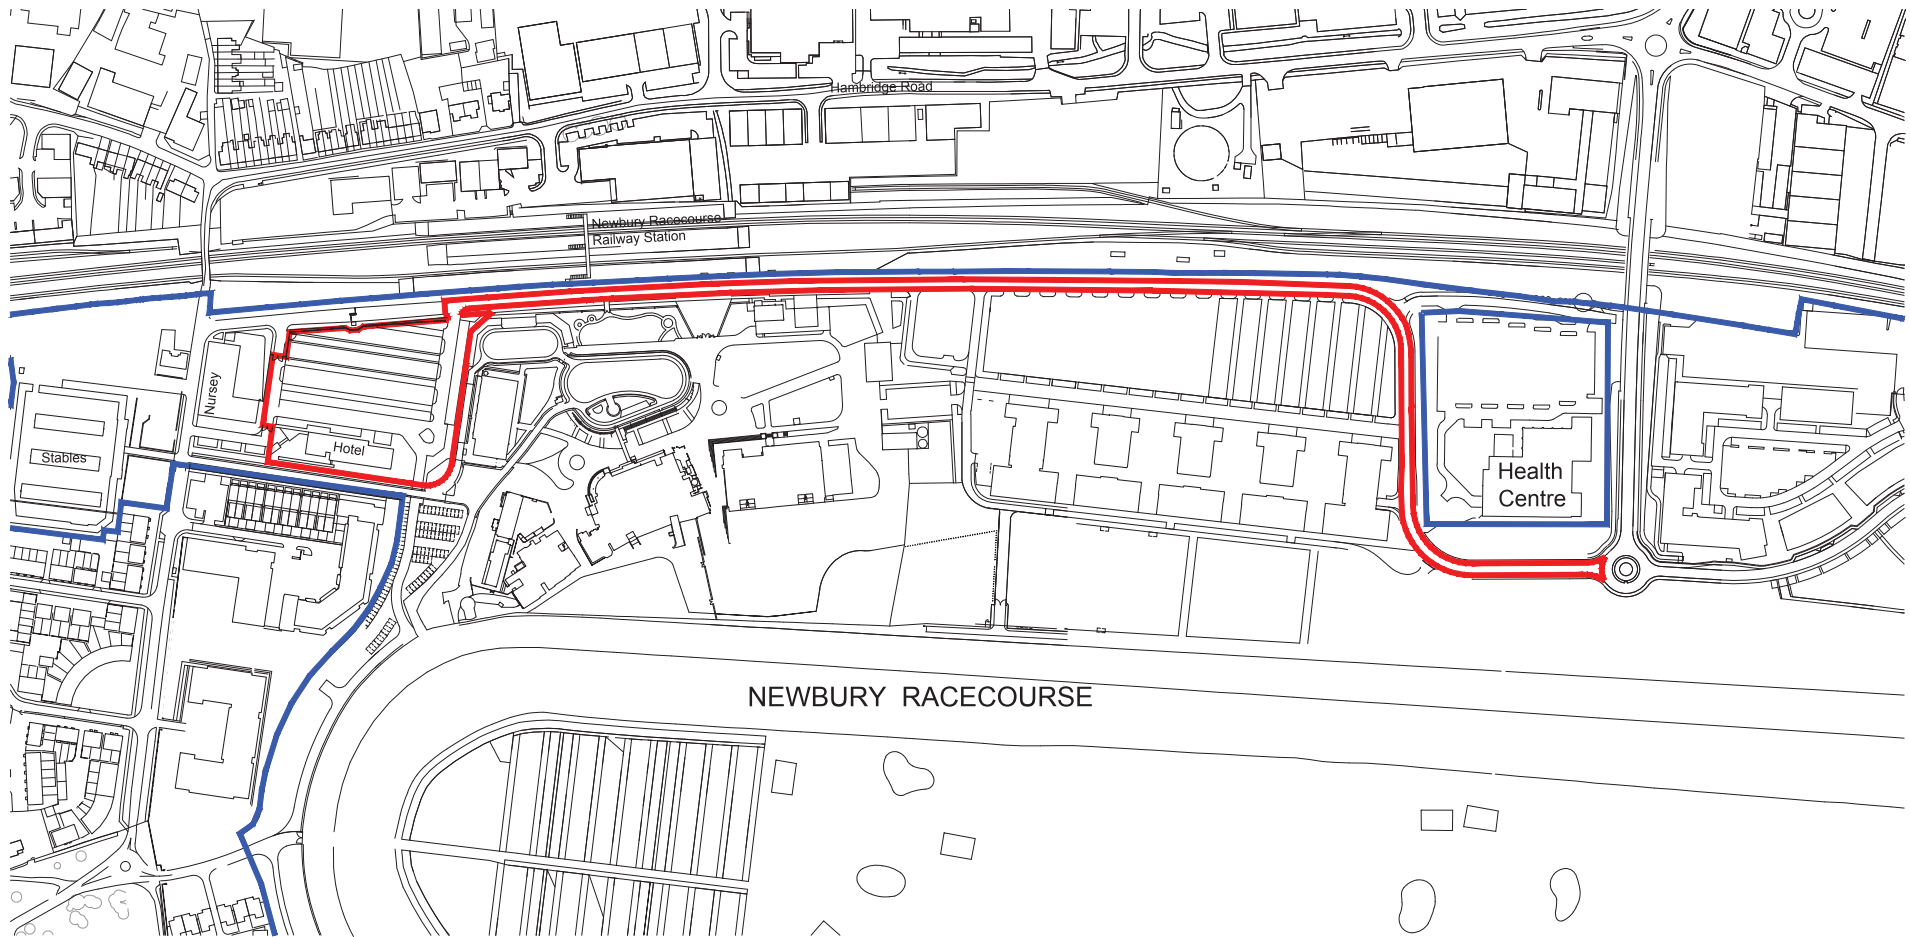 Hambridge Road
Newbury Racecourse
Railway Station
Nursey
Hotel
Stables
Health
Centre
NEWBURY RACECOURSE